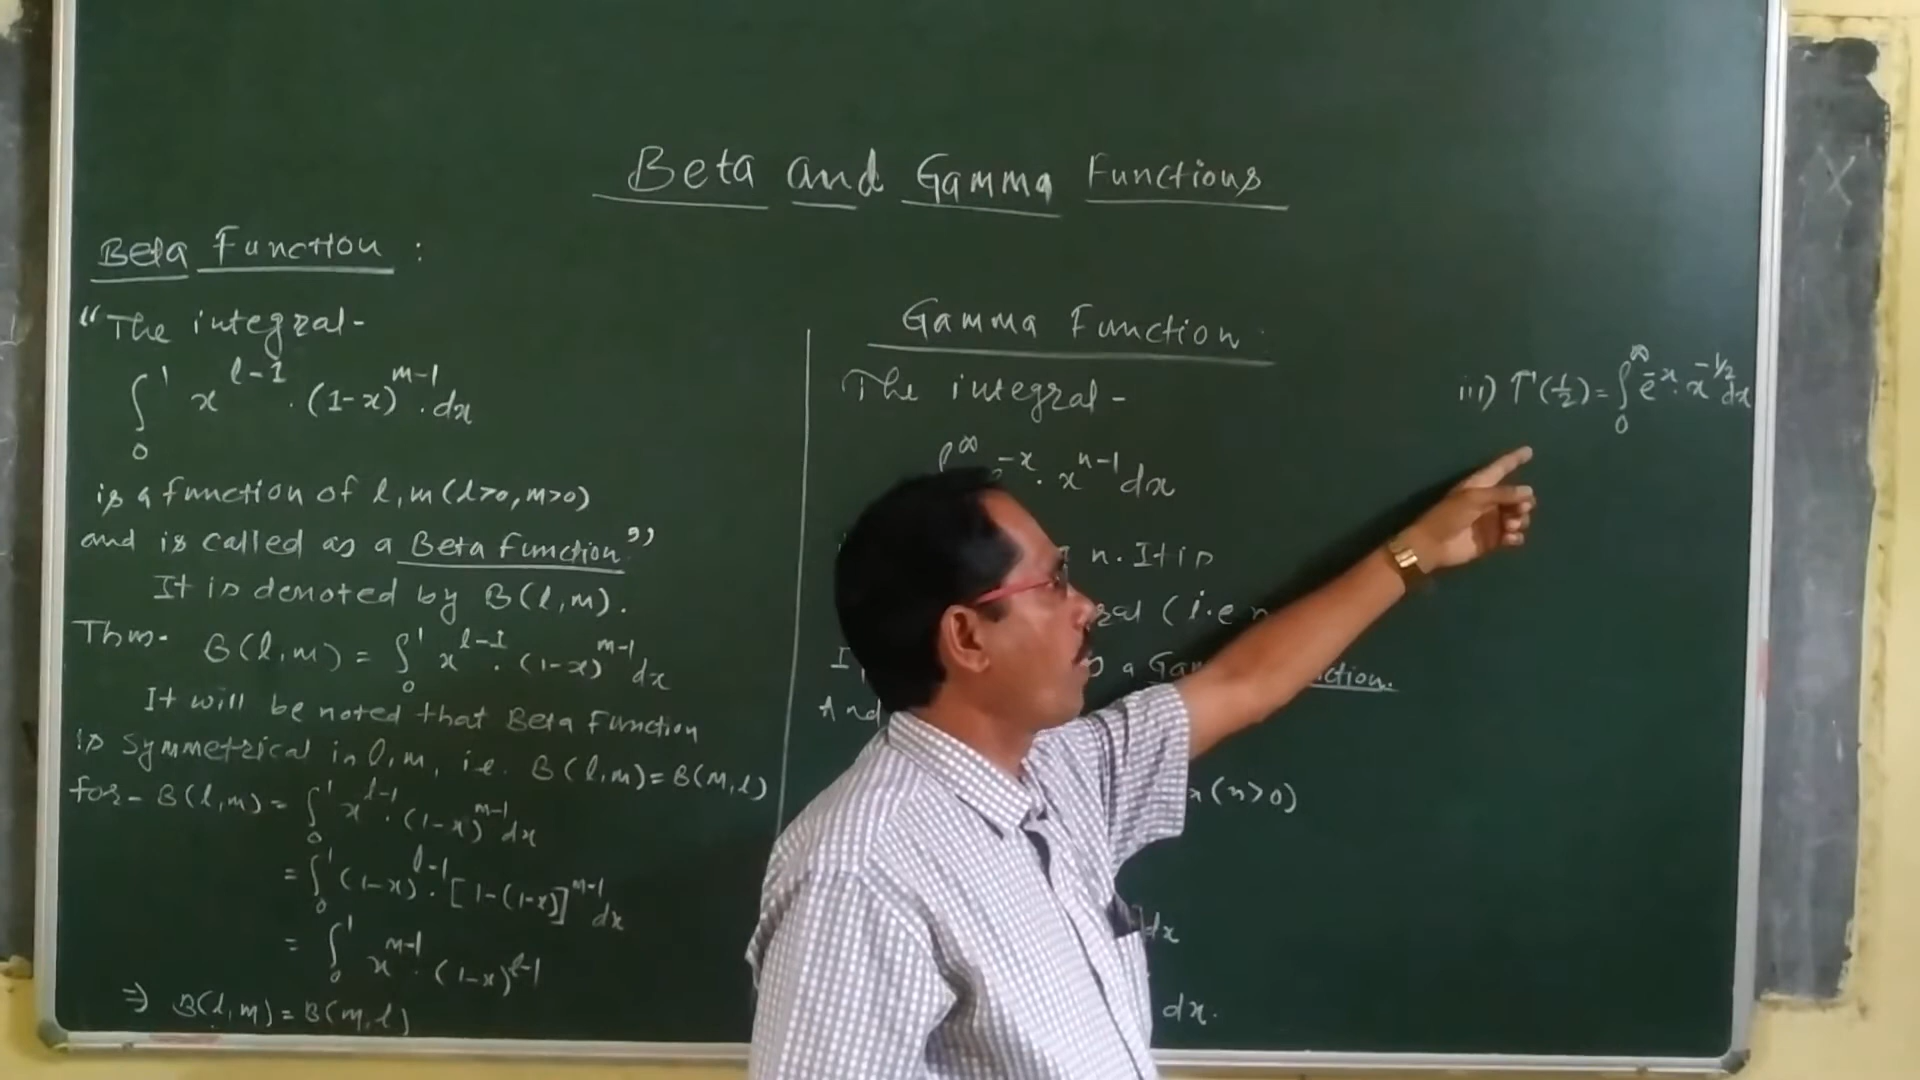 Beta and Gamma Functions
Beta Function :
“The integral-
∫₀¹ x^{l-1} . (1-x)^{m-1} . dx
is a function of l, m (l>0, m>0)
and is called as a Beta Function.”
It is denoted by B(l, m).
Thus- B(l, m) = ∫₀¹ x^{l-1} . (1-x)^{m-1} dx
It will be noted that Beta Function
is symmetrical in l, m, i.e. B(l, m) = B(m, l)
for- B(l, m) = ∫₀¹ x^{l-1} . (1-x)^{m-1} dx
= ∫₀¹ (1-x)^{l-1} . [1-(1-x)]^{m-1} dx
= ∫₀¹ x^{m-1} . (1-x)^{l-1}
⇒ B(l, m) = B(m, l)
Gamma Function :
The integral-
∫^∞ e^{-x} . x^{n-1} dx
n. It is
(i.e n
a
And
(n>0)
dx
dx.
iii) Γ(1/2) = ∫₀^∞ e^{-x} . x^{-1/2} dx